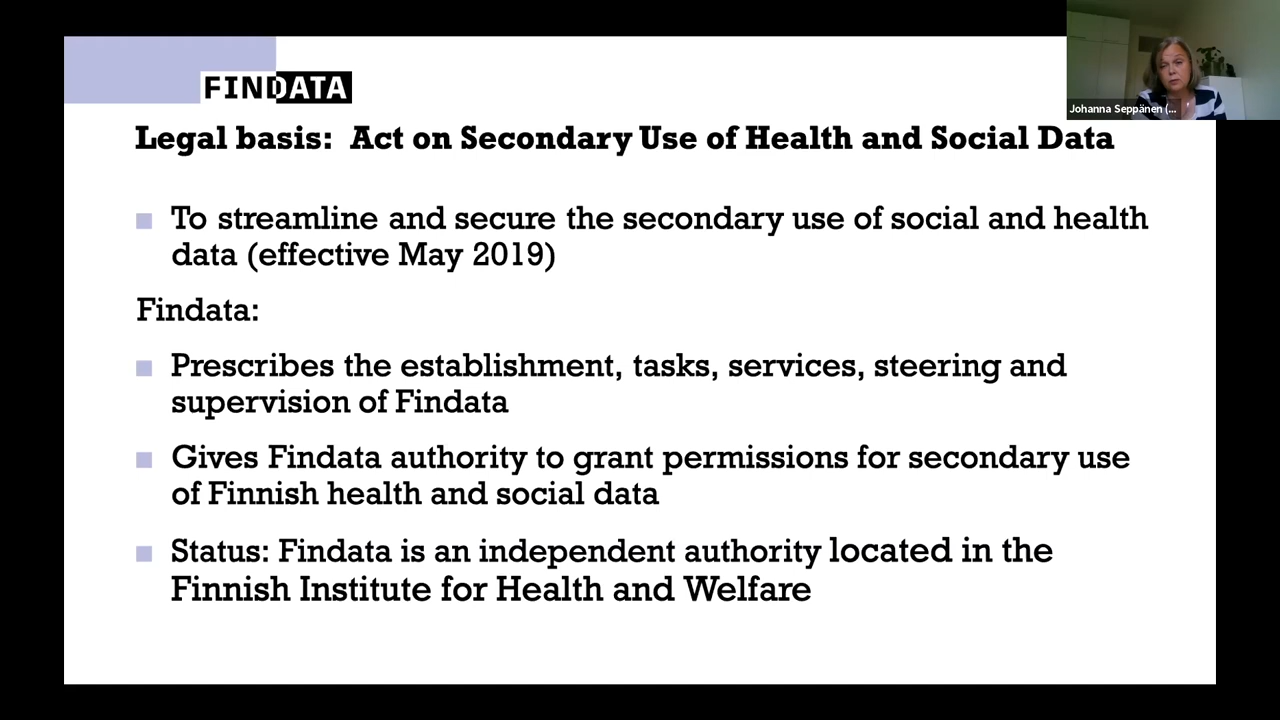 FINDATA
Johanna Seppänen (...
Legal basis: Act on Secondary Use of Health and Social Data
To streamline and secure the secondary use of social and health
data (effective May 2019)
Findata:
Prescribes the establishment, tasks, services, steering and
supervision of Findata
Gives Findata authority to grant permissions for secondary use
of Finnish health and social data
Status: Findata is an independent authority located in the
Finnish Institute for Health and Welfare